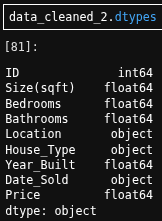 data_cleaned_2.dtypes
[81]:
ID int64
Size(sqft) float64
Bedrooms float64
Bathrooms float64
Location object
House_Type object
Year_Built float64
Date_Sold object
Price float64
dtype: object